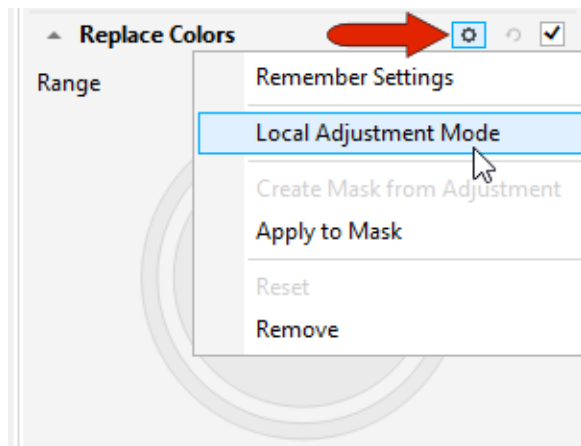 Replace Colors
Range
Remember Settings
Local Adjustment Mode
Create Mask from Adjustment
Apply to Mask
Reset
Remove